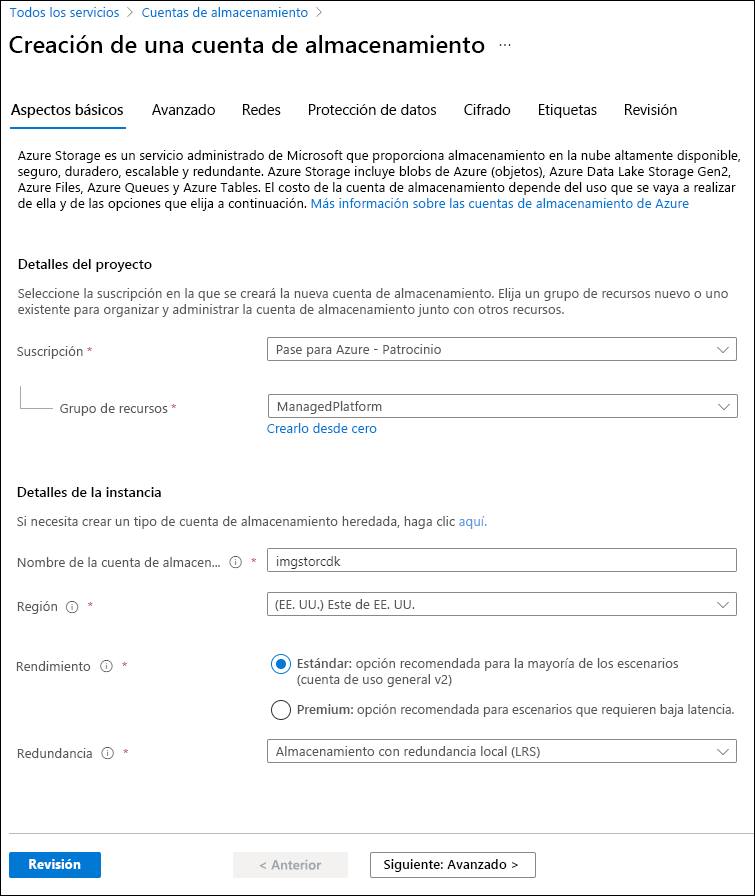 Todos los servicios > Cuentas de almacenamiento >
Creación de una cuenta de almacenamiento ...
Aspectos básicos Avanzado Redes Protección de datos Cifrado Etiquetas Revisión
Azure Storage es un servicio administrado de Microsoft que proporciona almacenamiento en la nube altamente disponible,
seguro, duradero, escalable y redundante. Azure Storage incluye blobs de Azure (objetos), Azure Data Lake Storage Gen2,
Azure Files, Azure Queues y Azure Tables. El costo de la cuenta de almacenamiento depende del uso que se vaya a realizar
de ella y de las opciones que elija a continuación. Más información sobre las cuentas de almacenamiento de Azure
Detalles del proyecto
Seleccione la suscripción en la que se creará la nueva cuenta de almacenamiento. Elija un grupo de recursos nuevo o uno
existente para organizar y administrar la cuenta de almacenamiento junto con otros recursos.
Suscripción * Pase para Azure - Patrocinio
Grupo de recursos * ManagedPlatform
Crearlo desde cero
Detalles de la instancia
Si necesita crear un tipo de cuenta de almacenamiento heredada, haga clic aquí.
Nombre de la cuenta de almacen... * imgstorcdk
Región * (EE. UU.) Este de EE. UU.
Rendimiento * Estándar: opción recomendada para la mayoría de los escenarios
(cuenta de uso general v2)
Premium: opción recomendada para escenarios que requieren baja latencia.
Redundancia * Almacenamiento con redundancia local (LRS)
Revisión < Anterior Siguiente: Avanzado >